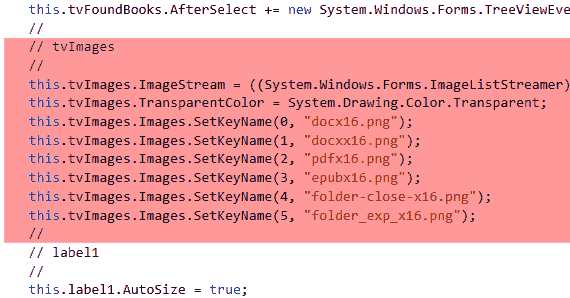 this.tvFoundBooks.AfterSelect += new System.Windows.Forms.TreeViewEve
//
// tvImages
//
this.tvImages.ImageStream = ((System.Windows.Forms.ImageListStreamer)
this.tvImages.TransparentColor = System.Drawing.Color.Transparent;
this.tvImages.Images.SetKeyName(0, "docx16.png");
this.tvImages.Images.SetKeyName(1, "docxx16.png");
this.tvImages.Images.SetKeyName(2, "pdfx16.png");
this.tvImages.Images.SetKeyName(3, "epubx16.png");
this.tvImages.Images.SetKeyName(4, "folder-close-x16.png");
this.tvImages.Images.SetKeyName(5, "folder_exp_x16.png");
//
// label1
//
this.label1.AutoSize = true;